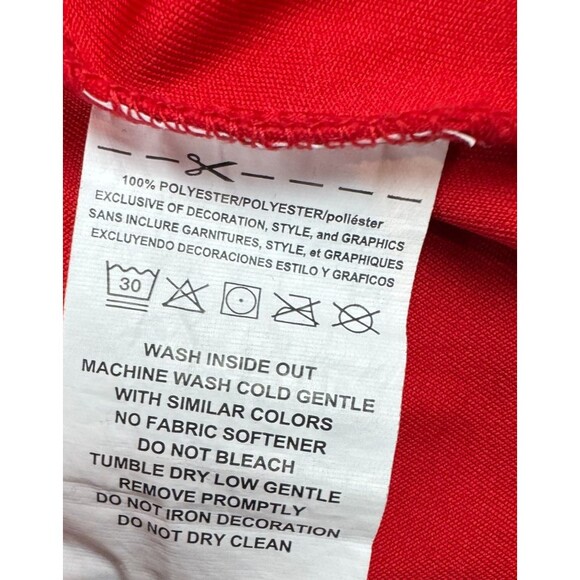 100% POLYESTER/POLYESTER/poliéster
EXCLUSIVE OF DECORATION, STYLE, and GRAPHICS
SANS INCLURE GARNITURES, STYLE, et GRAPHIQUES
EXCLUYENDO DECORACIONES ESTILO Y GRAFICOS
30
WASH INSIDE OUT
MACHINE WASH COLD GENTLE
WITH SIMILAR COLORS
NO FABRIC SOFTENER
DO NOT BLEACH
TUMBLE DRY LOW GENTLE
REMOVE PROMPTLY
DO NOT IRON DECORATION
DO NOT DRY CLEAN